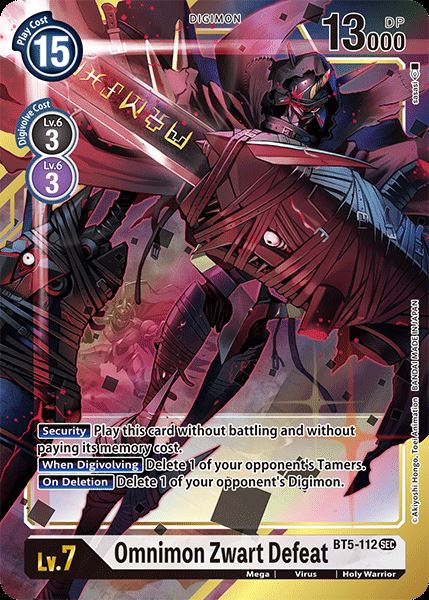 Play Cost
15
DIGIMON
13000
DP
Digivolve Cost
Lv.6
3
Lv.6
3
Security Play this card without battling and without
paying its memory cost.
When Digivolving Delete 1 of your opponent's Tamers.
On Deletion Delete 1 of your opponent's Digimon.
Lv.7
Omnimon Zwart Defeat
BT5-112 SEC
Mega | Virus | Holy Warrior
©Akiyoshi Hongo, Toei Animation BANDAI MADE IN JAPAN